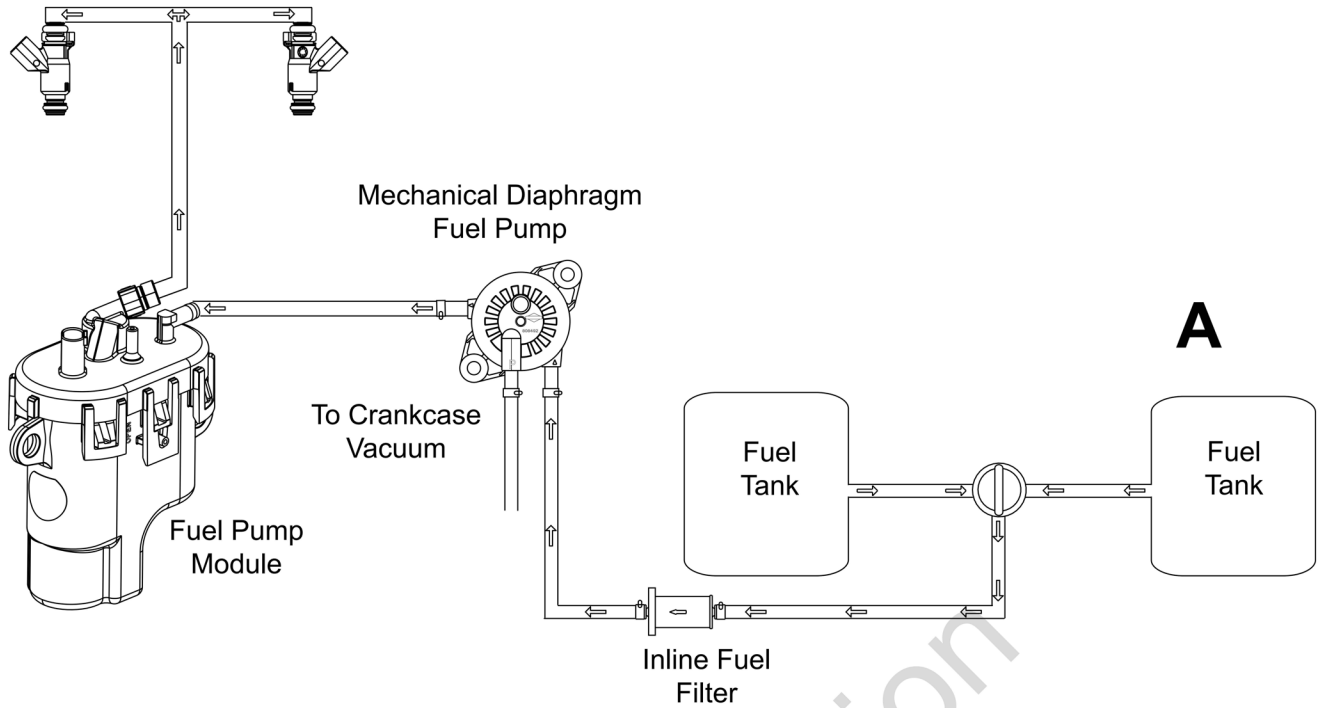 Mechanical Diaphragm
Fuel Pump
A
To Crankcase
Vacuum
Fuel
Tank
Fuel
Tank
Fuel Pump
Module
Inline Fuel
Filter